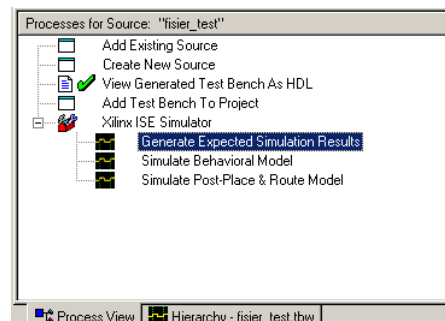 Processes for Source: "fisier_test"
Add Existing Source
Create New Source
View Generated Test Bench As HDL
Add Test Bench To Project
Xilinx ISE Simulator
Generate Expected Simulation Results
Simulate Behavioral Model
Simulate Post-Place & Route Model
Process View Hierarchy - fisier_test.tbw